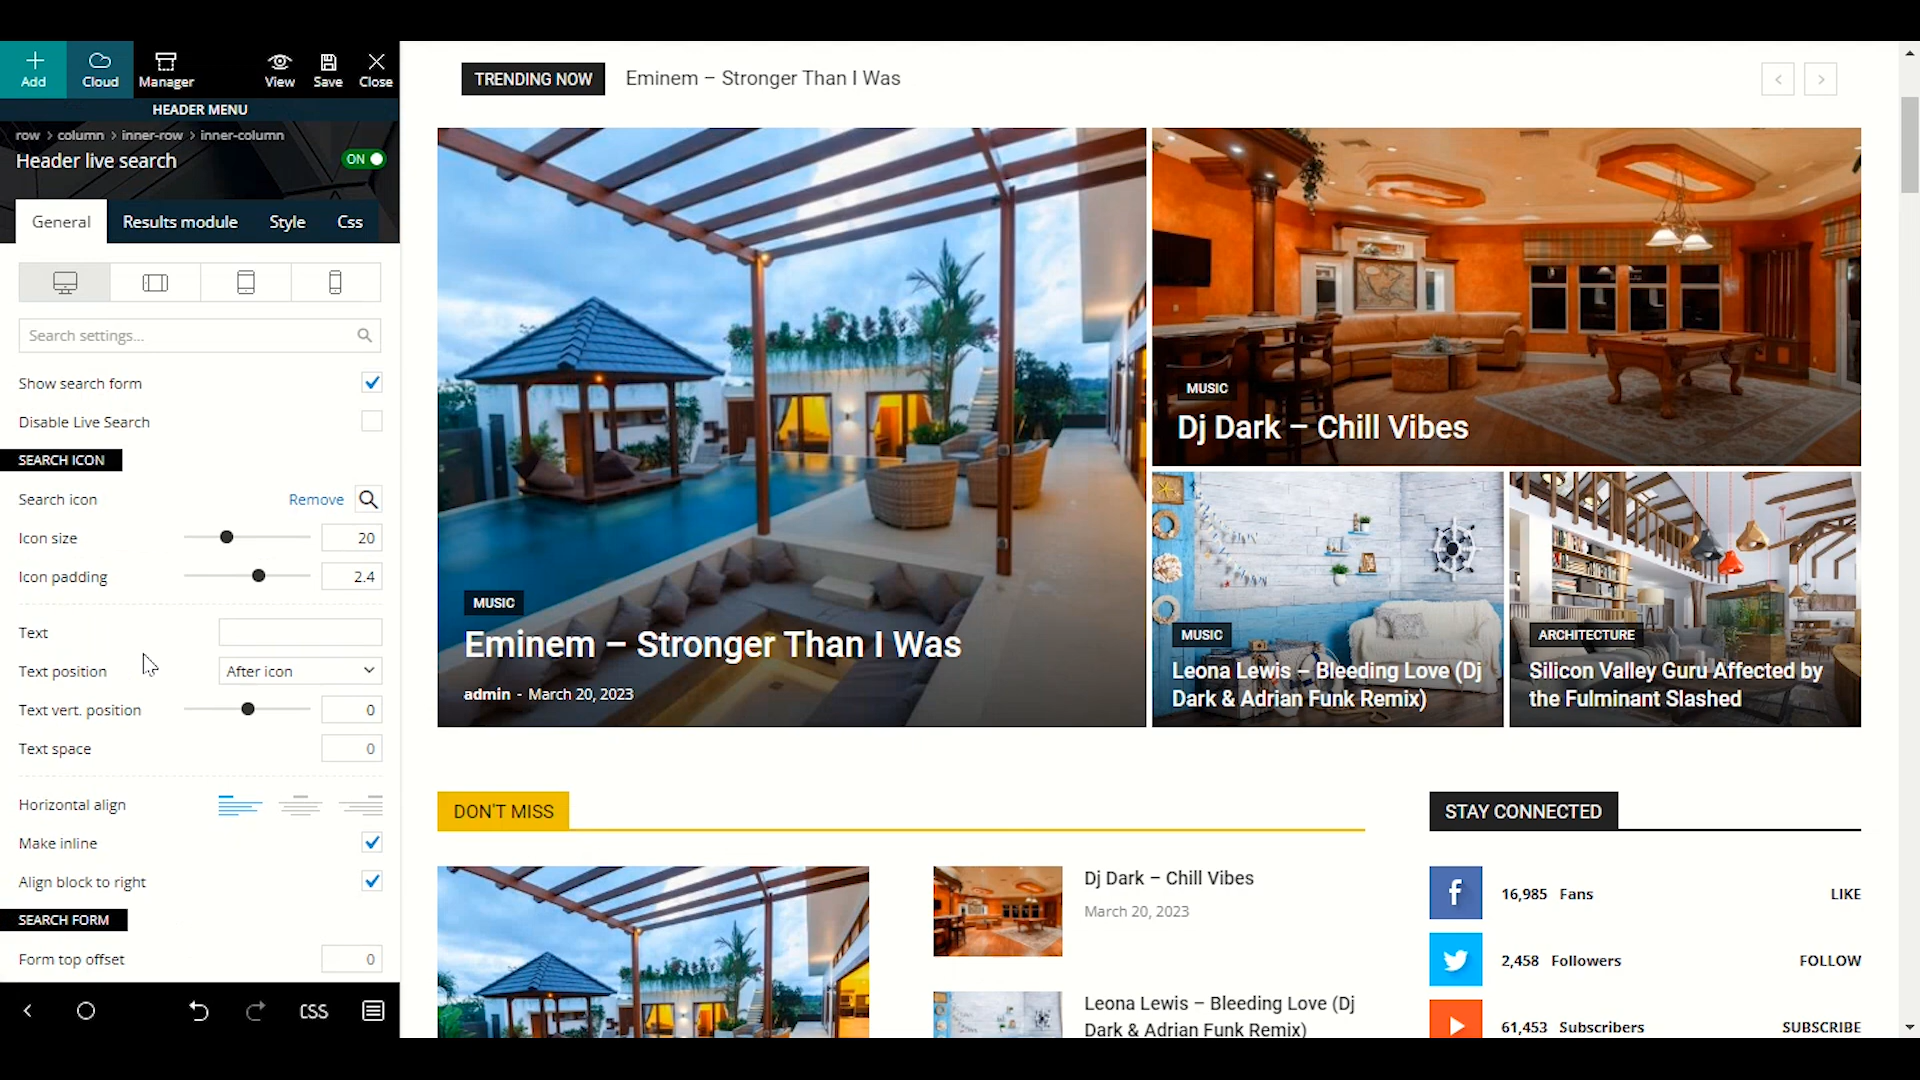 Add
Cloud
Manager
View
Save
Close
HEADER MENU
row > column > inner-row > inner-column
Header live search
ON
General
Results module
Style
Css
Search settings...
Show search form
Disable Live Search
SEARCH ICON
Search icon
Remove
Icon size
20
Icon padding
2.4
Text
Text position
After icon
Text vert. position
0
Text space
0
Horizontal align
Make inline
Align block to right
SEARCH FORM
Form top offset
0
CSS
TRENDING NOW
Eminem – Stronger Than I Was
MUSIC
Eminem – Stronger Than I Was
admin - March 20, 2023
MUSIC
Dj Dark – Chill Vibes
MUSIC
Leona Lewis – Bleeding Love (Dj
Dark & Adrian Funk Remix)
ARCHITECTURE
Silicon Valley Guru Affected by
the Fulminant Slashed
DON'T MISS
Dj Dark – Chill Vibes
March 20, 2023
Leona Lewis – Bleeding Love (Dj
Dark & Adrian Funk Remix)
STAY CONNECTED
16,985 Fans
LIKE
2,458 Followers
FOLLOW
61,453 Subscribers
SUBSCRIBE